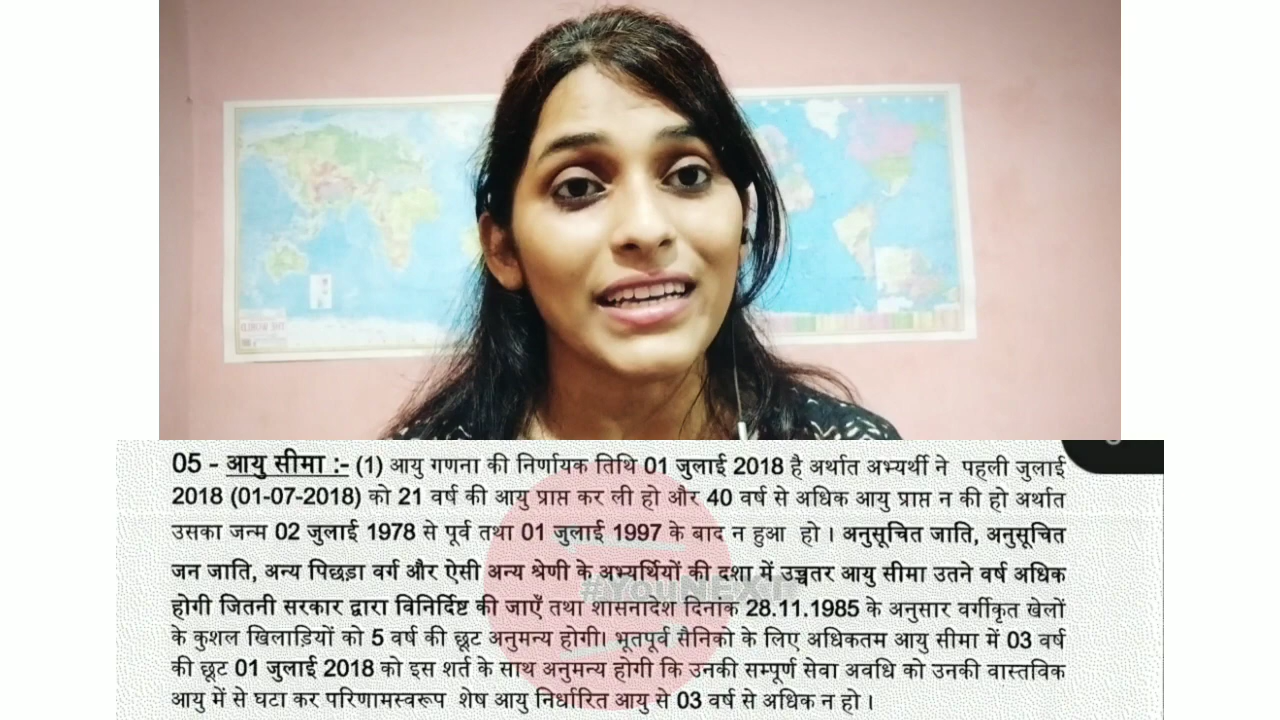 05 - आयु सीमा :- (1) आयु गणना की निर्णायक तिथि 01 जुलाई 2018 है अर्थात अभ्यर्थी ने पहली जुलाई
2018 (01-07-2018) को 21 वर्ष की आयु प्राप्त कर ली हो और 40 वर्ष से अधिक आयु प्राप्त न की हो अर्थात
उसका जन्म 02 जुलाई 1978 से पूर्व तथा 01 जुलाई 1997 के बाद न हुआ हो । अनुसूचित जाति, अनुसूचित
जन जाति, अन्य पिछड़ा वर्ग और ऐसी अन्य श्रेणी के अभ्यर्थियों की दशा में उच्चतर आयु सीमा उतने वर्ष अधिक
होगी जितनी सरकार द्वारा विनिर्दिष्ट की जाएँ तथा शासनादेश दिनांक 28.11.1985 के अनुसार वर्गीकृत खेलों
के कुशल खिलाड़ियों को 5 वर्ष की छूट अनुमन्य होगी। भूतपूर्व सैनिको के लिए अधिकतम आयु सीमा में 03 वर्ष
की छूट 01 जुलाई 2018 को इस शर्त के साथ अनुमन्य होगी कि उनकी सम्पूर्ण सेवा अवधि को उनकी वास्तविक
आयु में से घटा कर परिणामस्वरूप शेष आयु निर्धारित आयु से 03 वर्ष से अधिक न हो ।